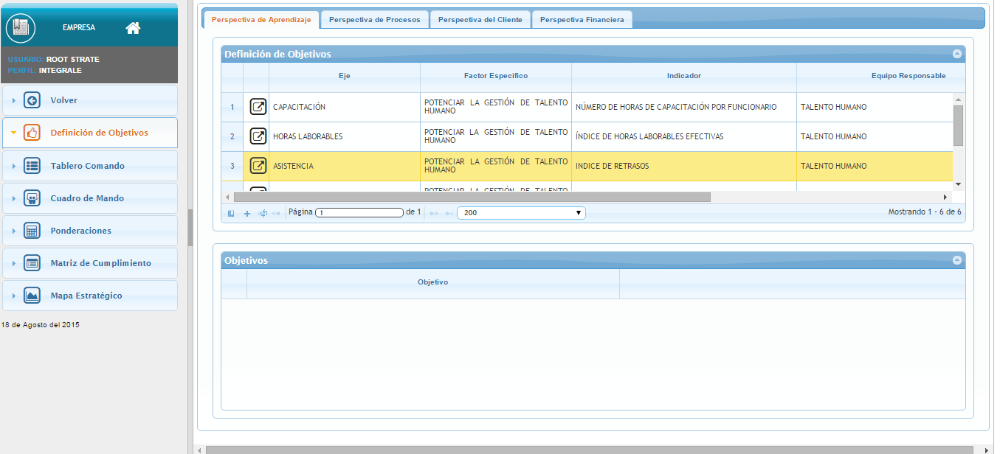 EMPRESA
USUARIO: ROOT STRATE
PERFIL: INTEGRALE
Volver
Definición de Objetivos
Tablero Comando
Cuadro de Mando
Ponderaciones
Matriz de Cumplimiento
Mapa Estratégico
18 de Agosto del 2015
Perspectiva de Aprendizaje Perspectiva de Procesos Perspectiva del Cliente Perspectiva Financiera
Definición de Objetivos
Eje Factor Especifico Indicador Equipo Responsable
1 CAPACITACIÓN POTENCIAR LA GESTIÓN DE TALENTO HUMANO NÚMERO DE HORAS DE CAPACITACIÓN POR FUNCIONARIO TALENTO HUMANO
2 HORAS LABORABLES POTENCIAR LA GESTIÓN DE TALENTO HUMANO ÍNDICE DE HORAS LABORABLES EFECTIVAS TALENTO HUMANO
3 ASISTENCIA POTENCIAR LA GESTIÓN DE TALENTO HUMANO INDICE DE RETRASOS TALENTO HUMANO
POTENCIAR LA GESTIÓN DE TALENTO
Página 1 de 1 200 Mostrando 1 - 6 de 6
Objetivos
Objetivo